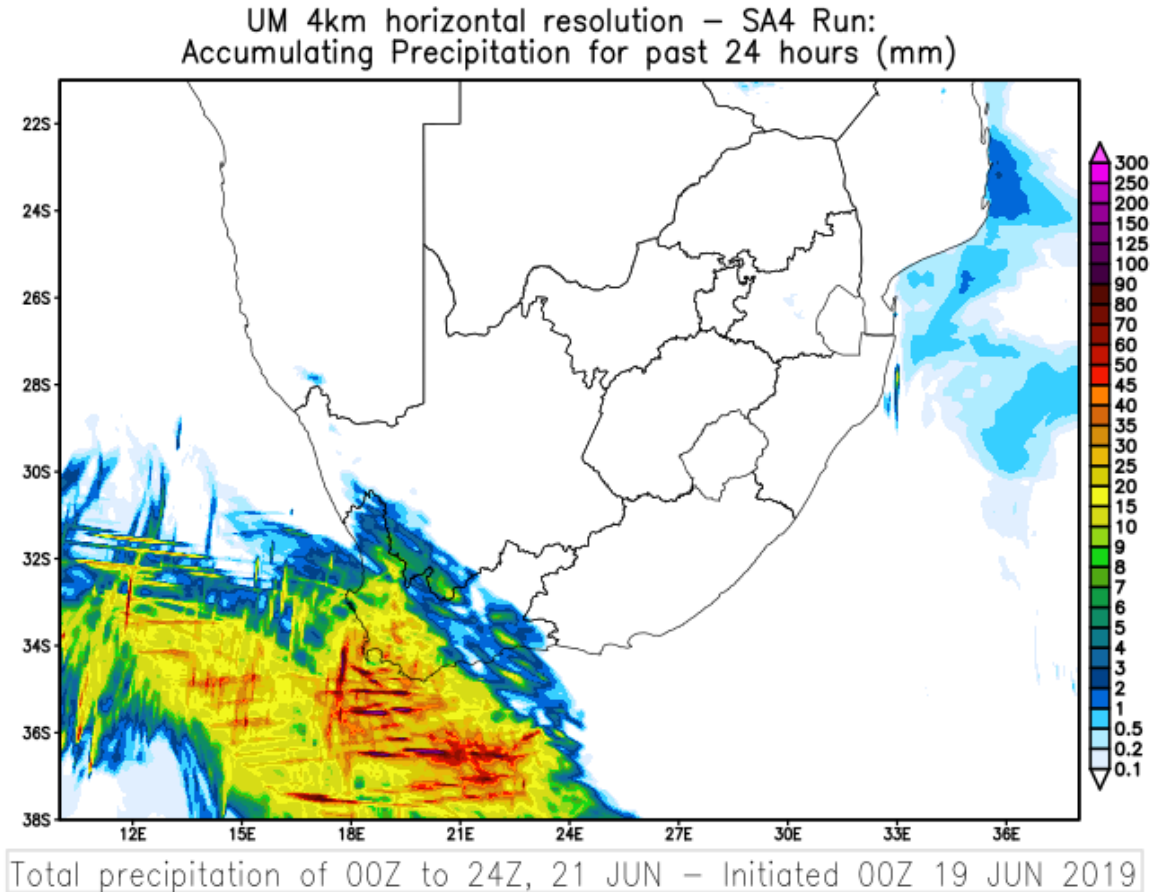 UM 4km horizontal resolution – SA4 Run:
Accumulating Precipitation for past 24 hours (mm)
22S
24S
26S
28S
30S
32S
34S
36S
38S
12E 15E 18E 21E 24E 27E 30E 33E 36E
300
250
200
150
125
100
90
80
70
60
50
45
40
35
30
25
20
15
10
9
8
7
6
5
4
3
2
1
0.5
0.2
0.1
Total precipitation of 00Z to 24Z, 21 JUN – Initiated 00Z 19 JUN 2019